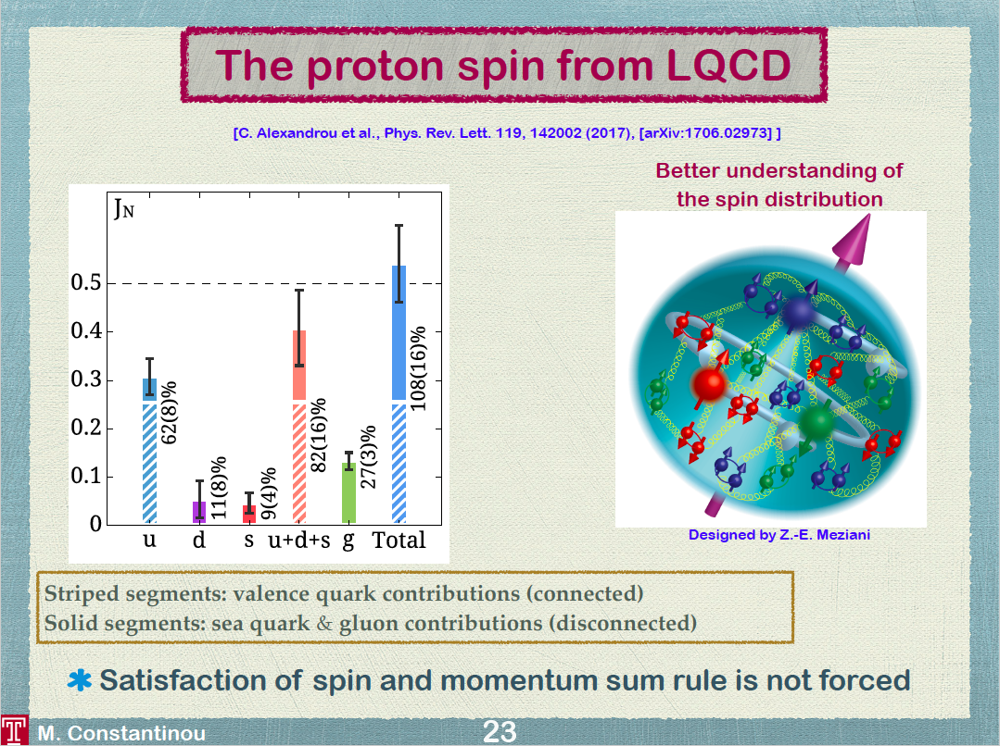 The proton spin from LQCD
[C. Alexandrou et al., Phys. Rev. Lett. 119, 142002 (2017), [arXiv:1706.02973] ]
Better understanding of
the spin distribution
JN
0.5
0.4
0.3
0.2
0.1
0
62(8)%
11(8)%
9(4)%
82(16)%
27(3)%
108(16)%
u d s u+d+s g Total
Designed by Z.-E. Meziani
Striped segments: valence quark contributions (connected)
Solid segments: sea quark & gluon contributions (disconnected)
✱ Satisfaction of spin and momentum sum rule is not forced
T M. Constantinou
23